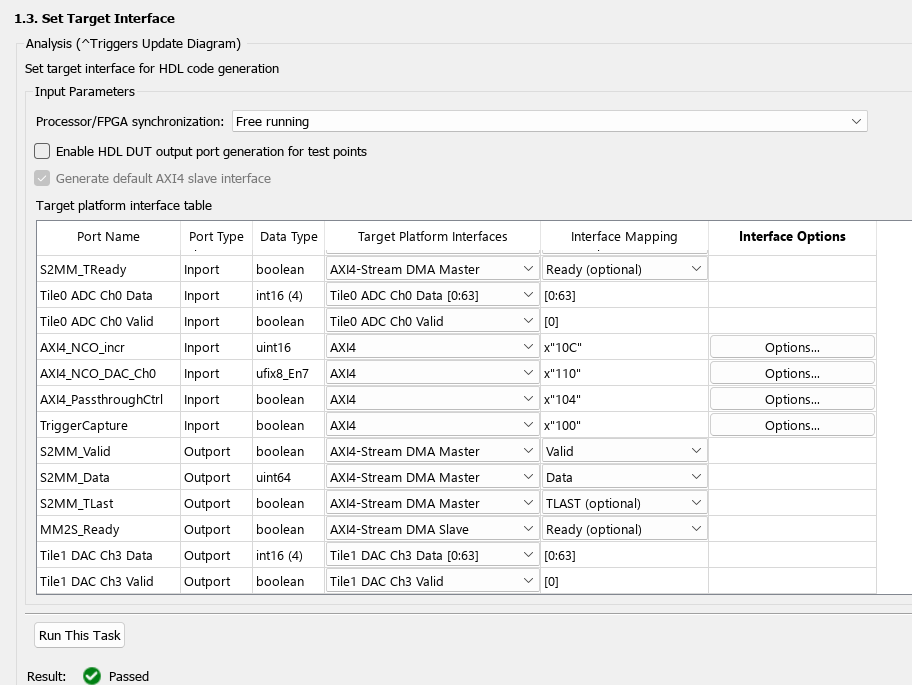 1.3. Set Target Interface
Analysis (^Triggers Update Diagram)
Set target interface for HDL code generation
Input Parameters
Processor/FPGA synchronization: Free running
Enable HDL DUT output port generation for test points
Generate default AXI4 slave interface
Target platform interface table
Port Name Port Type Data Type Target Platform Interfaces Interface Mapping Interface Options
S2MM_TReady Inport boolean AXI4-Stream DMA Master Ready (optional)
Tile0 ADC Ch0 Data Inport int16 (4) Tile0 ADC Ch0 Data [0:63] [0:63]
Tile0 ADC Ch0 Valid Inport boolean Tile0 ADC Ch0 Valid [0]
AXI4_NCO_incr Inport uint16 AXI4 x"10C" Options...
AXI4_NCO_DAC_Ch0 Inport ufix8_En7 AXI4 x"110" Options...
AXI4_PassthroughCtrl Inport boolean AXI4 x"104" Options...
TriggerCapture Inport boolean AXI4 x"100" Options...
S2MM_Valid Outport boolean AXI4-Stream DMA Master Valid
S2MM_Data Outport uint64 AXI4-Stream DMA Master Data
S2MM_TLast Outport boolean AXI4-Stream DMA Master TLAST (optional)
MM2S_Ready Outport boolean AXI4-Stream DMA Slave Ready (optional)
Tile1 DAC Ch3 Data Outport int16 (4) Tile1 DAC Ch3 Data [0:63] [0:63]
Tile1 DAC Ch3 Valid Outport boolean Tile1 DAC Ch3 Valid [0]
Run This Task
Result: Passed